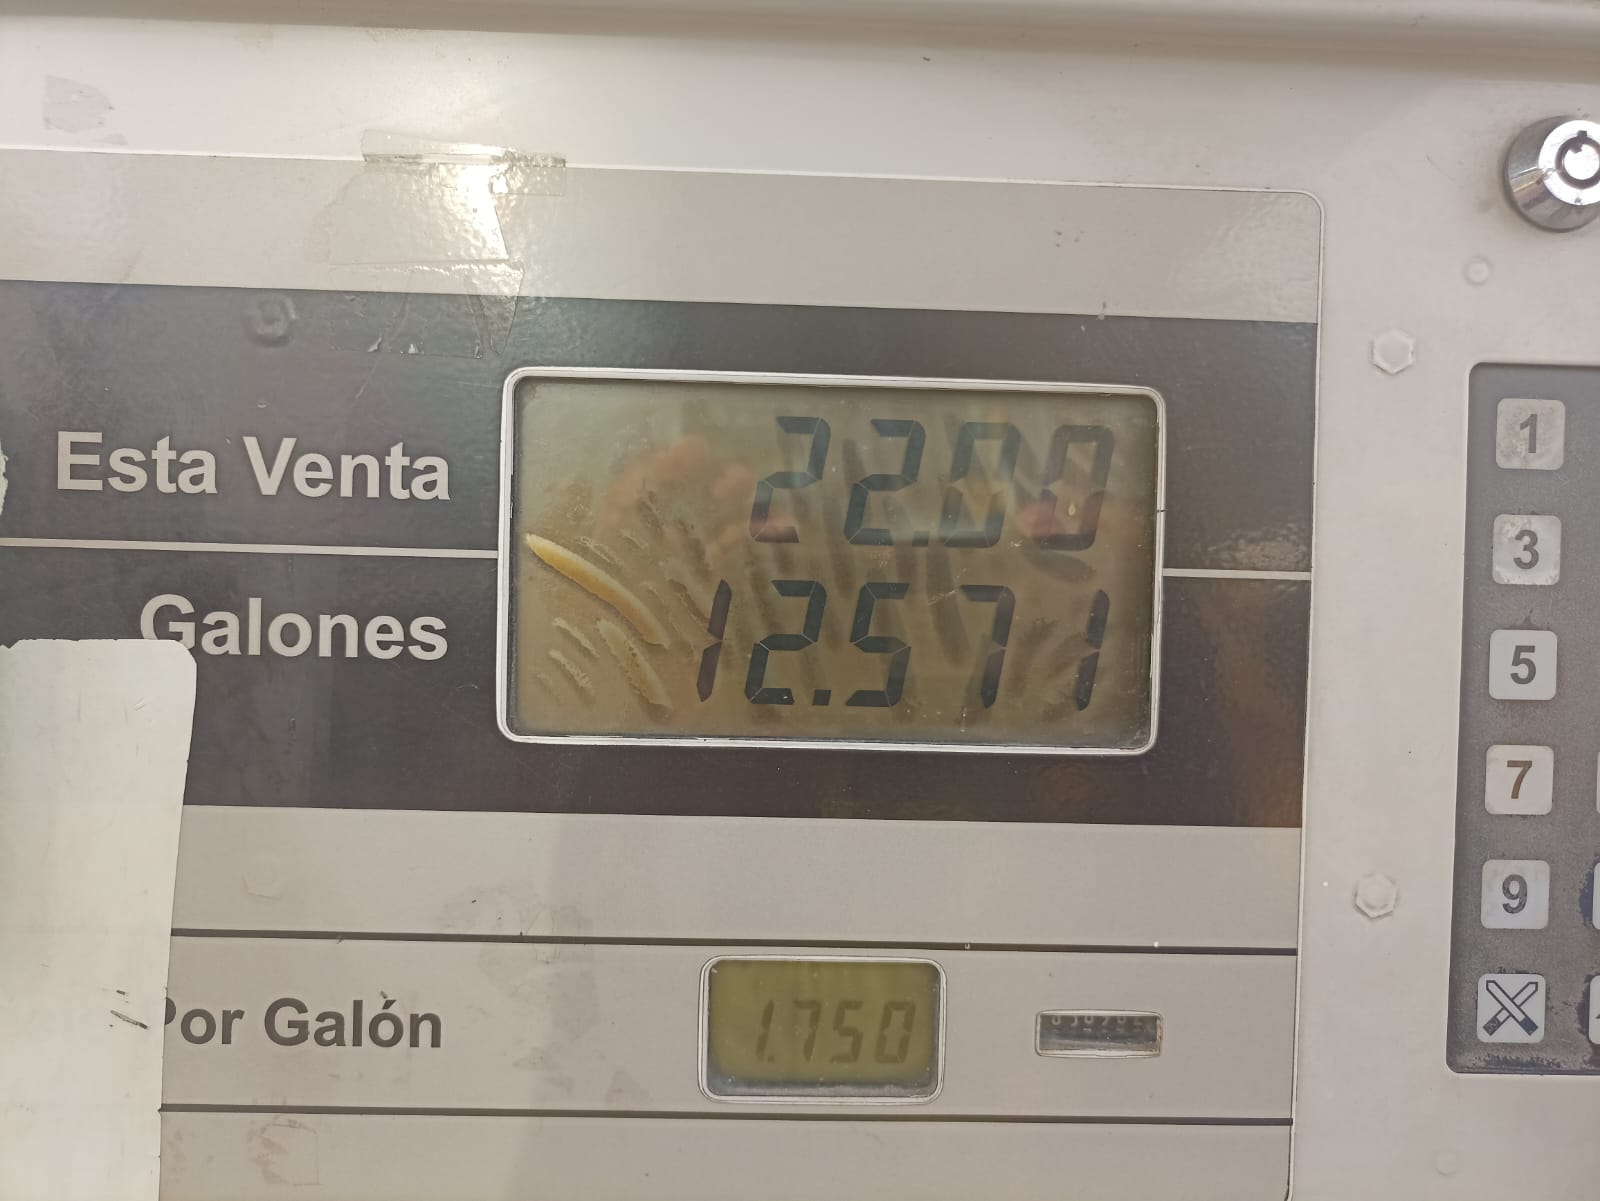 Esta Venta 22.00
Galones 12.571
Por Galón 1.750
1
3
5
7
9